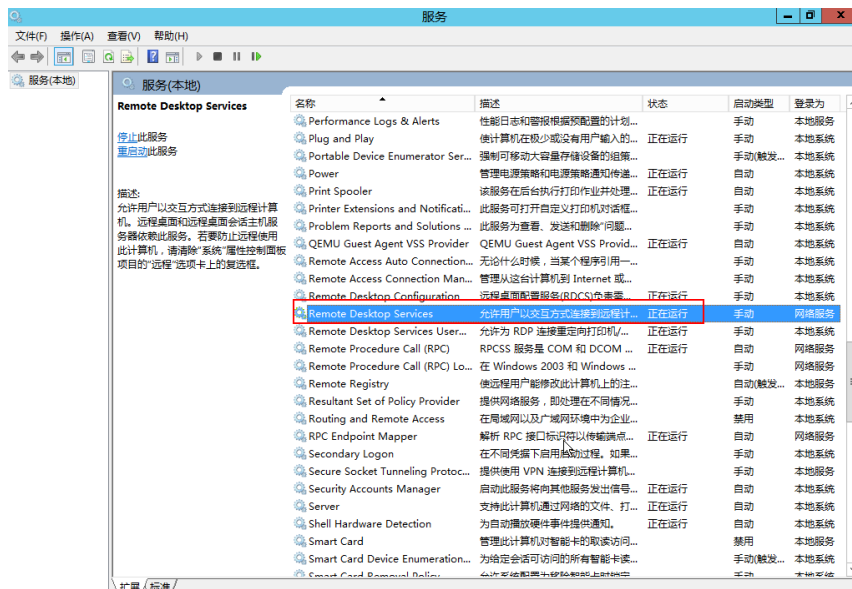 服务
文件(F) 操作(A) 查看(V) 帮助(H)
服务(本地)
服务(本地)
Remote Desktop Services
停止此服务
重启动此服务
描述:
允许用户以交互方式连接到远程计算
机。远程桌面和远程桌面会话主机服
务器依赖此服务。若要防止远程使用
此计算机，请清除“系统”属性控制面板
项目的“远程”选项卡上的复选框。
名称 描述 状态 启动类型 登录为
Performance Logs & Alerts 性能日志和警报根据预配置的计划... 手动 本地服务
Plug and Play 使计算机在极少或没有用户输入的... 正在运行 手动 本地系统
Portable Device Enumerator Ser... 强制可移动大容量存储设备的组策... 手动(触发... 本地系统
Power 管理电源策略和电源策略通知传递... 正在运行 自动 本地系统
Print Spooler 该服务在后台执行打印作业并处理... 正在运行 自动 本地系统
Printer Extensions and Notificati... 此服务可打开自定义打印机对话框... 手动 本地系统
Problem Reports and Solutions ... 此服务为查看、发送和删除“问题... 手动 本地系统
QEMU Guest Agent VSS Provider QEMU Guest Agent VSS Provid... 正在运行 自动 本地系统
Remote Access Auto Connection... 无论什么时候，当某个程序引用一... 手动 本地系统
Remote Access Connection Man... 管理从这台计算机到 Internet 或... 手动 本地系统
Remote Desktop Configuration 远程桌面配置服务(RDCS)负责需... 正在运行 手动 本地系统
Remote Desktop Services 允许用户以交互方式连接到远程计... 正在运行 手动 网络服务
Remote Desktop Services User... 允许为 RDP 连接重定向打印机/... 正在运行 手动 本地系统
Remote Procedure Call (RPC) RPCSS 服务是 COM 和 DCOM ... 正在运行 自动 网络服务
Remote Procedure Call (RPC) Lo... 在 Windows 2003 和 Windows ... 手动 网络服务
Remote Registry 使远程用户能修改此计算机上的注... 自动(触发... 本地服务
Resultant Set of Policy Provider 提供网络服务，即处理在不同情况... 手动 本地系统
Routing and Remote Access 在局域网以及广域网环境中为企业... 禁用 本地系统
RPC Endpoint Mapper 解析 RPC 接口标识符以传输端点... 正在运行 自动 网络服务
Secondary Logon 在不同凭据下启用启动过程。如果... 手动 本地系统
Secure Socket Tunneling Protoc... 提供使用 VPN 连接到远程计算机... 手动 本地服务
Security Accounts Manager 启动此服务将向其他服务发出信号... 正在运行 自动 本地系统
Server 支持此计算机通过网络的文件、打... 正在运行 自动 本地系统
Shell Hardware Detection 为自动播放硬件事件提供通知。 正在运行 自动 本地系统
Smart Card 管理此计算机对智能卡的取读访问... 禁用 本地服务
Smart Card Device Enumeration... 为给定会话可访问的所有智能卡读... 手动(触发... 本地系统
Smart Card Removal Policy 允许系统配置为移除智能卡时锁定... 手动 本地系统
扩展 标准